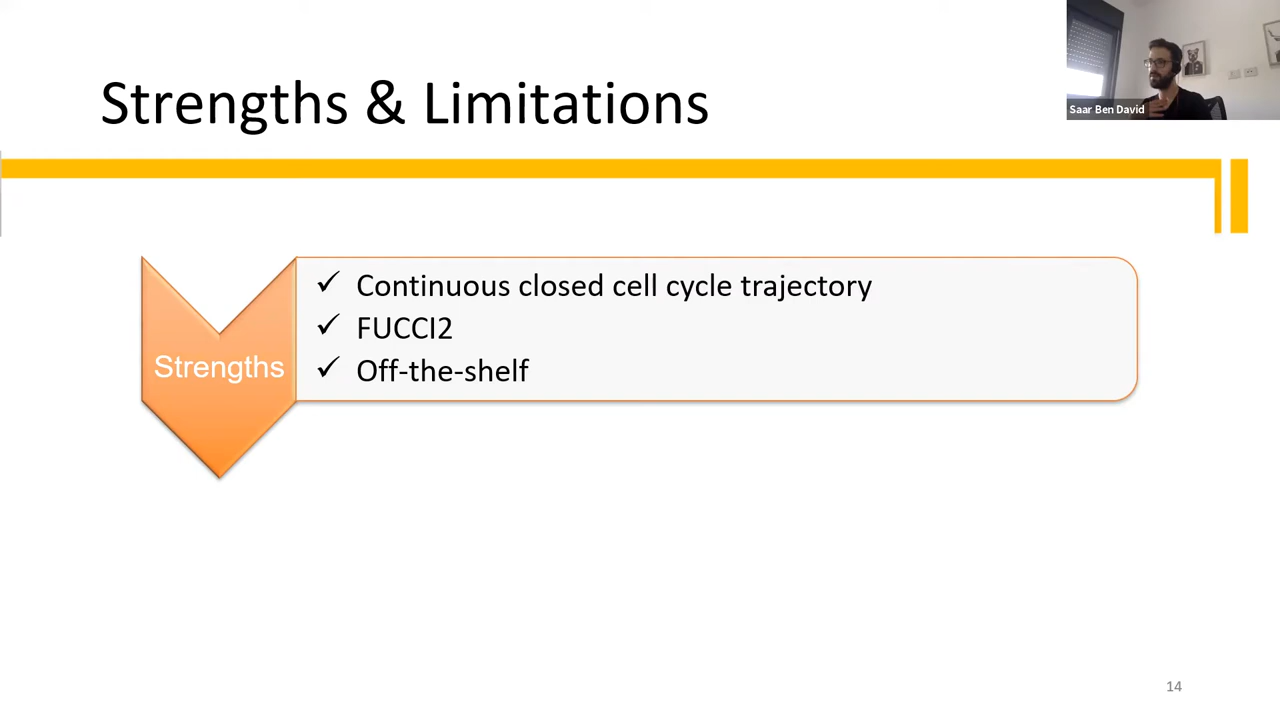 Strengths & Limitations
Saar Ben David
Strengths
✓ Continuous closed cell cycle trajectory
✓ FUCCI2
✓ Off-the-shelf
14